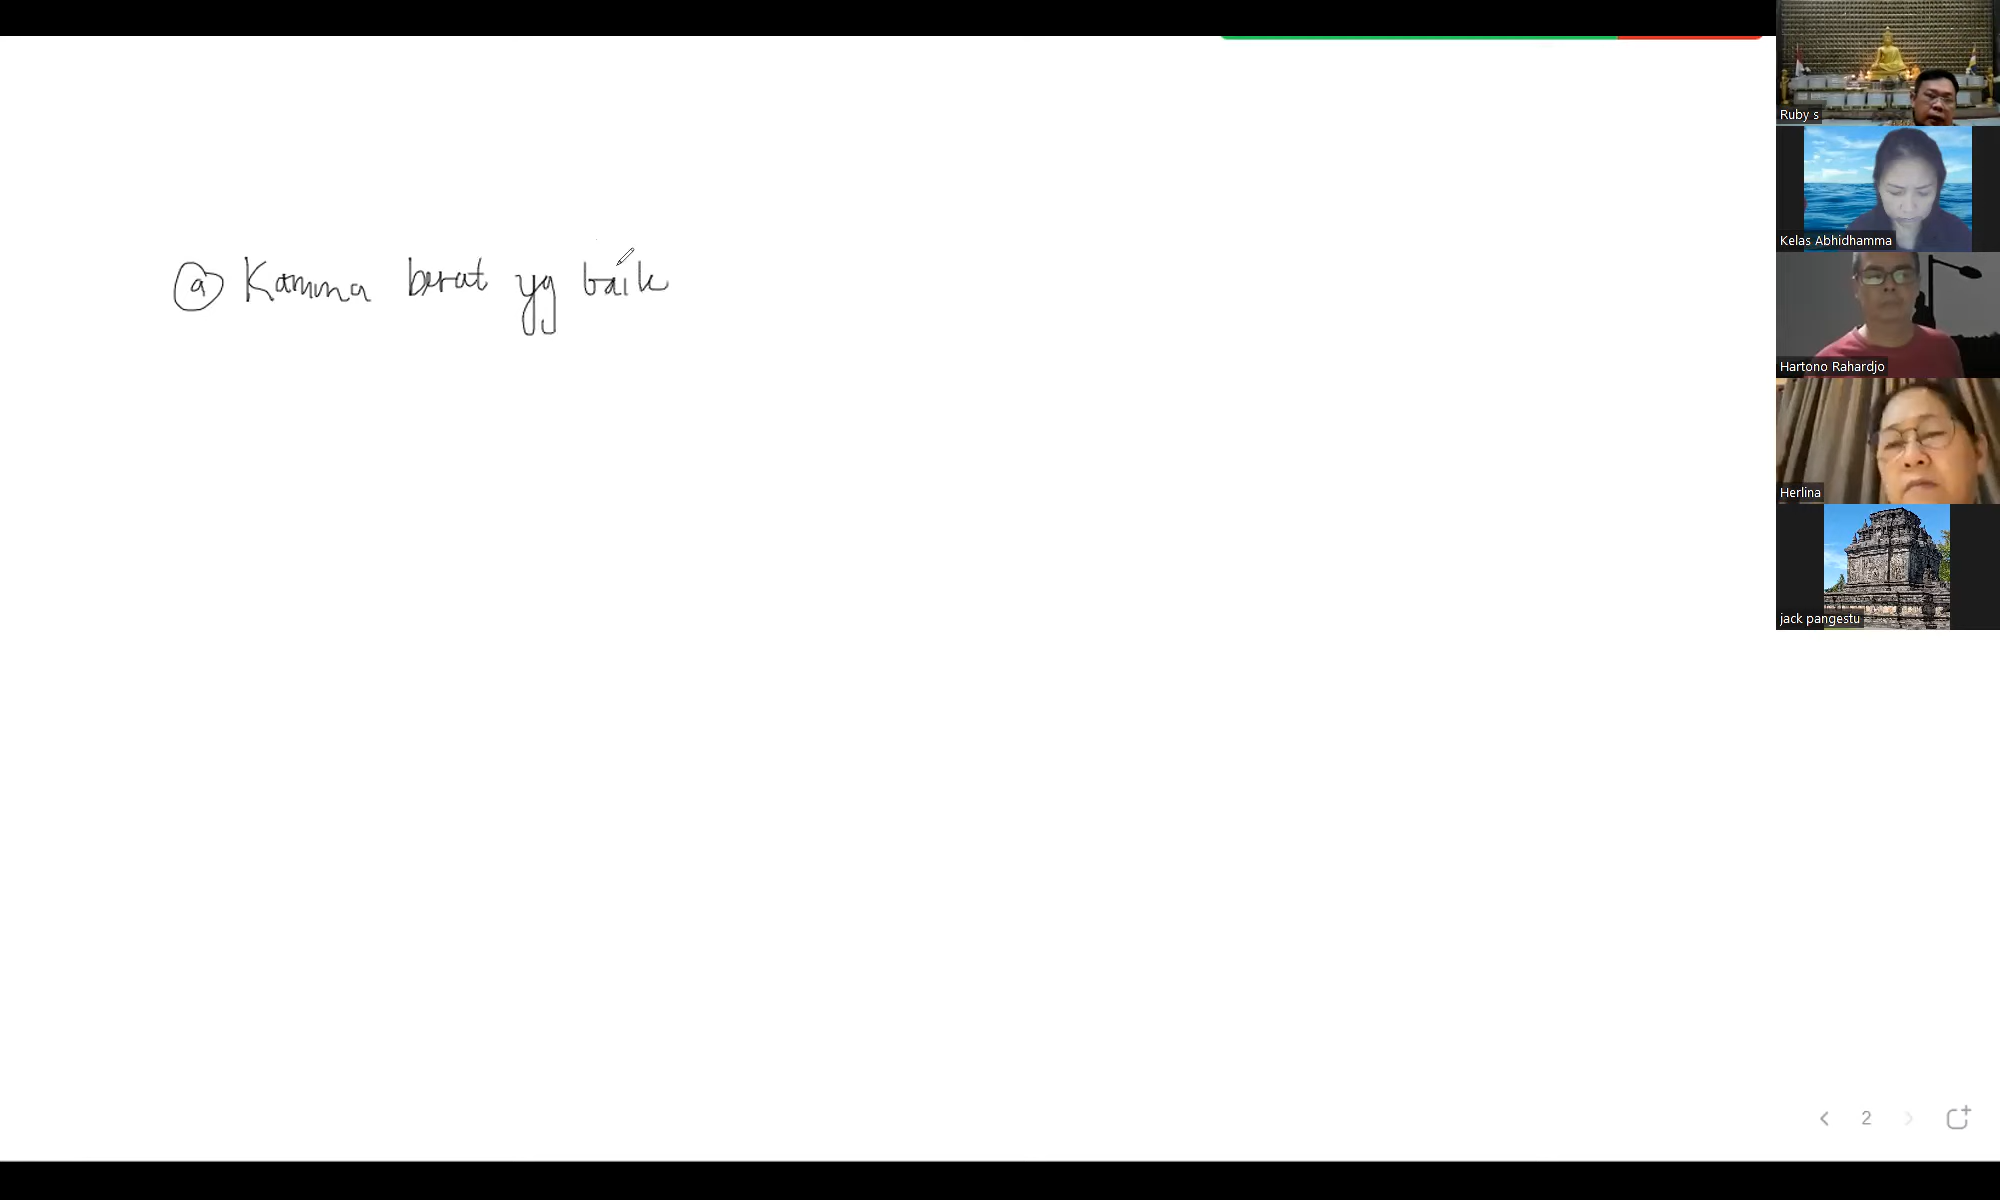 ⓐ Kamma berat yg baik
Ruby s
Kelas Abhidhamma
Hartono Rahardjo
Herlina
jack pangestu
2